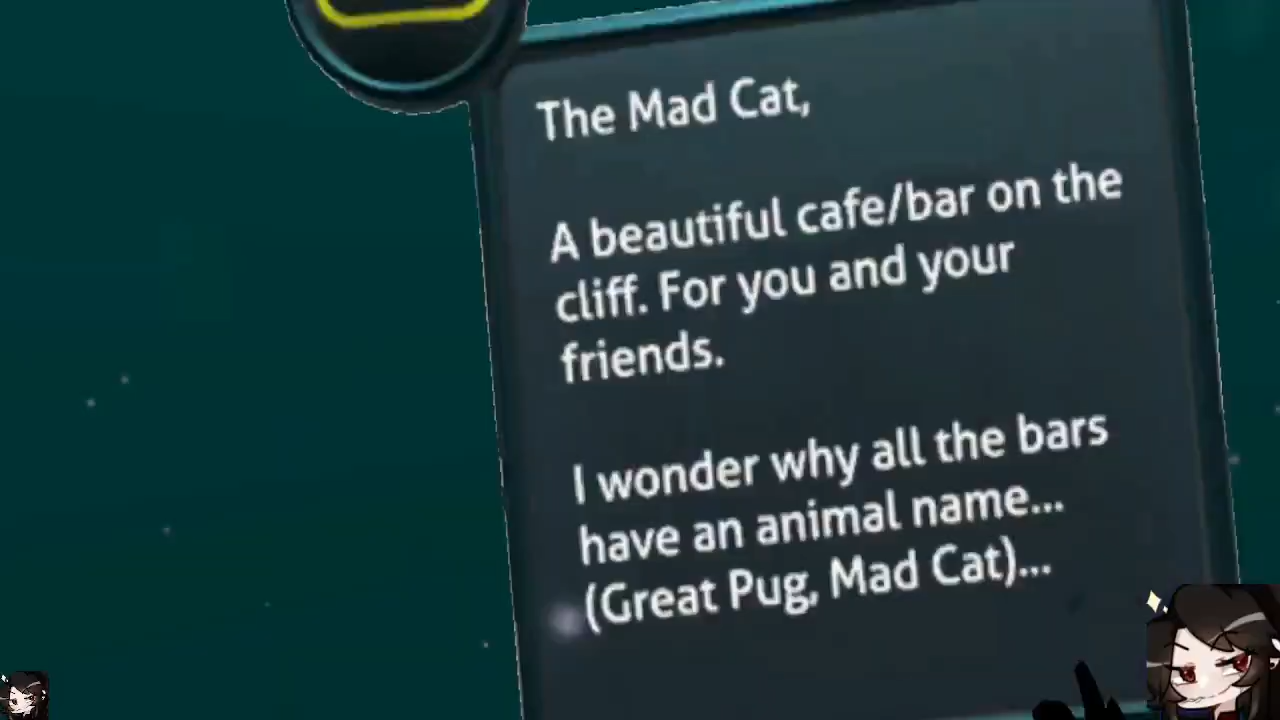 The Mad Cat,
A beautiful cafe/bar on the
cliff. For you and your
friends.
I wonder why all the bars
have an animal name...
(Great Pug, Mad Cat)...